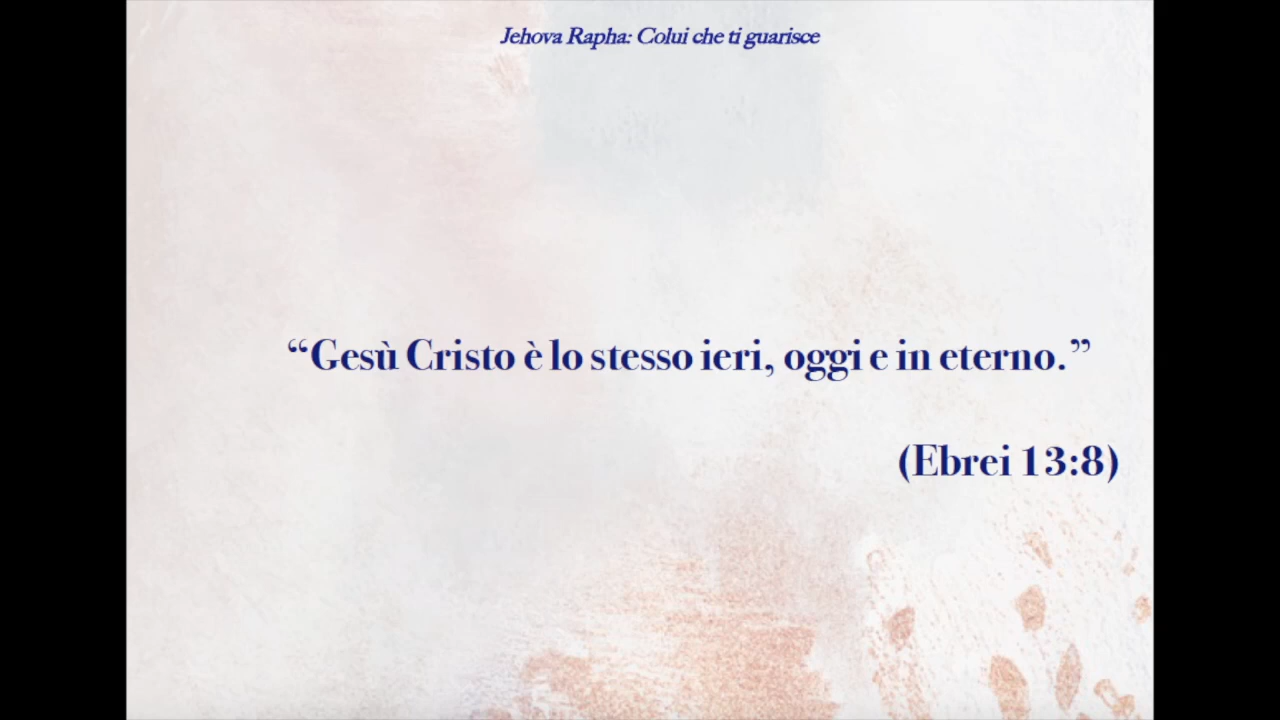 Jehova Rapha: Colui che ti guarisce
“Gesù Cristo è lo stesso ieri, oggi e in eterno.”
(Ebrei 13:8)